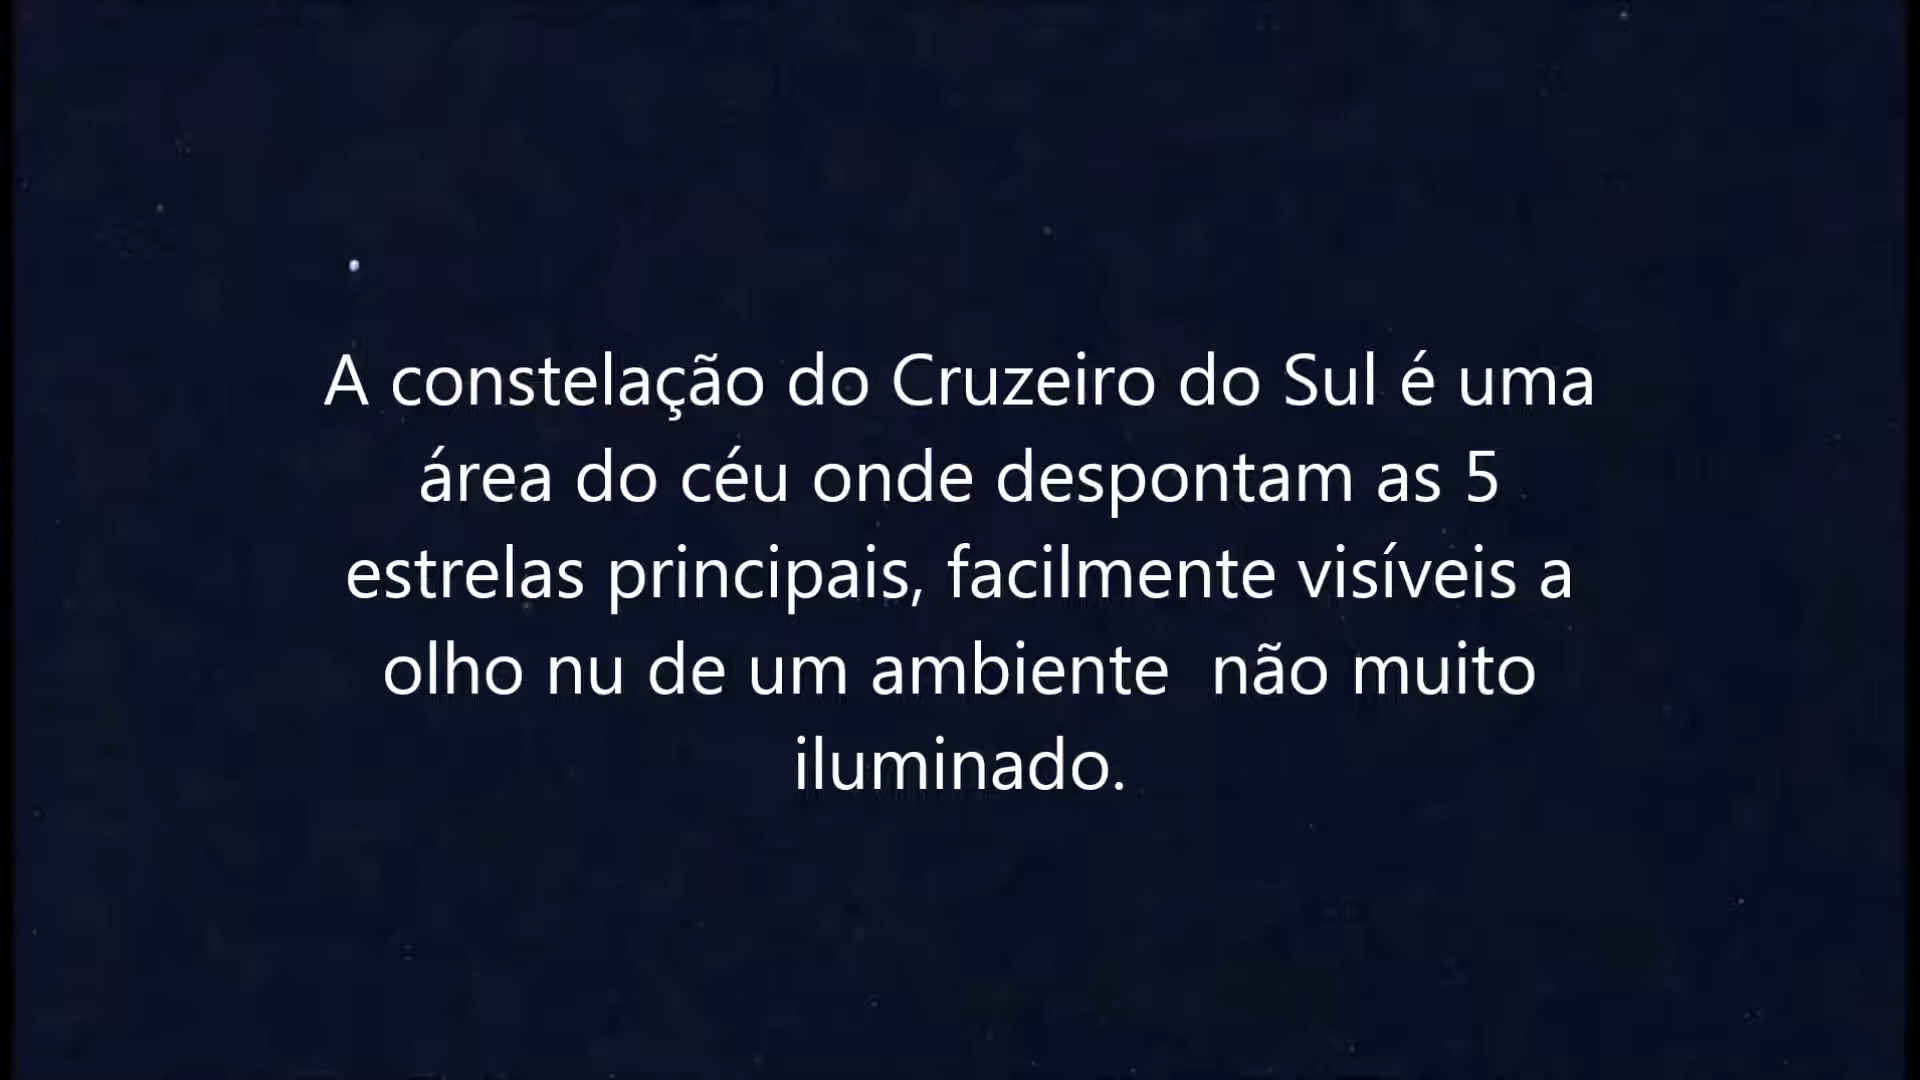 A constelação do Cruzeiro do Sul é uma
área do céu onde despontam as 5
estrelas principais, facilmente visíveis a
olho nu de um ambiente  não muito
iluminado.